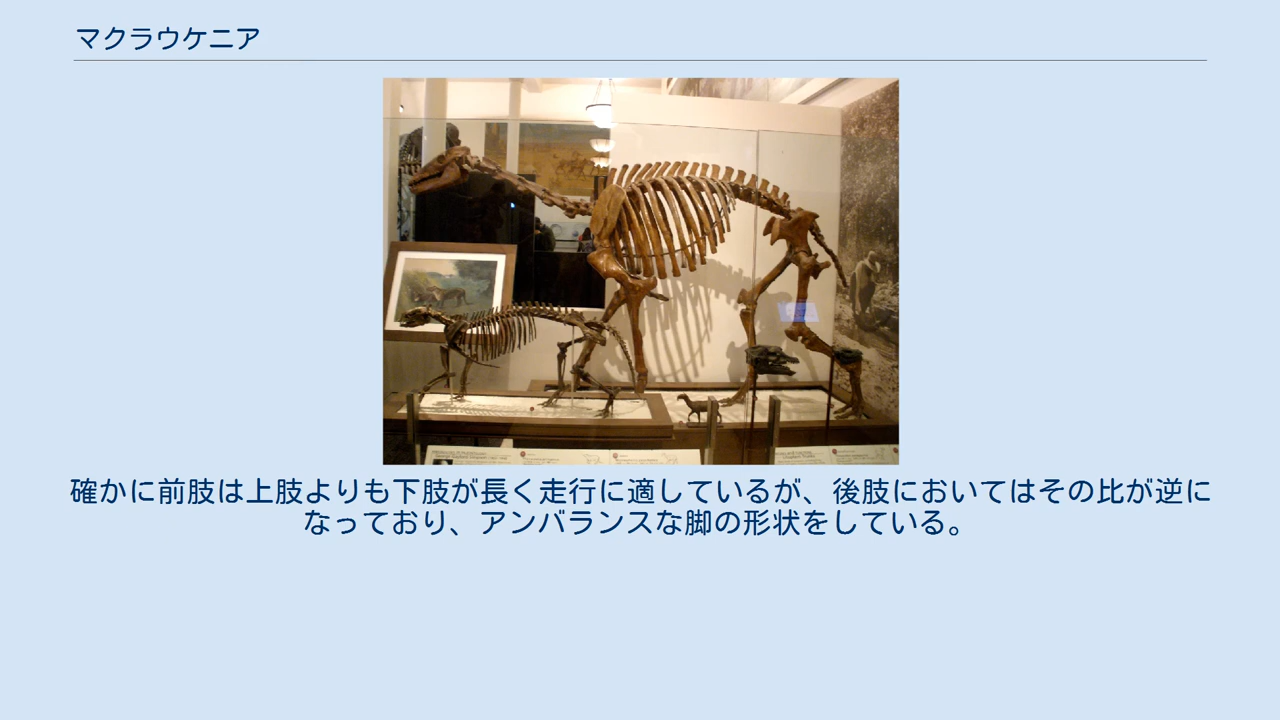 マクラウケニア
確かに前肢は上肢よりも下肢が長く走行に適しているが、後肢においてはその比が逆に
なっており、アンバランスな脚の形状をしている。